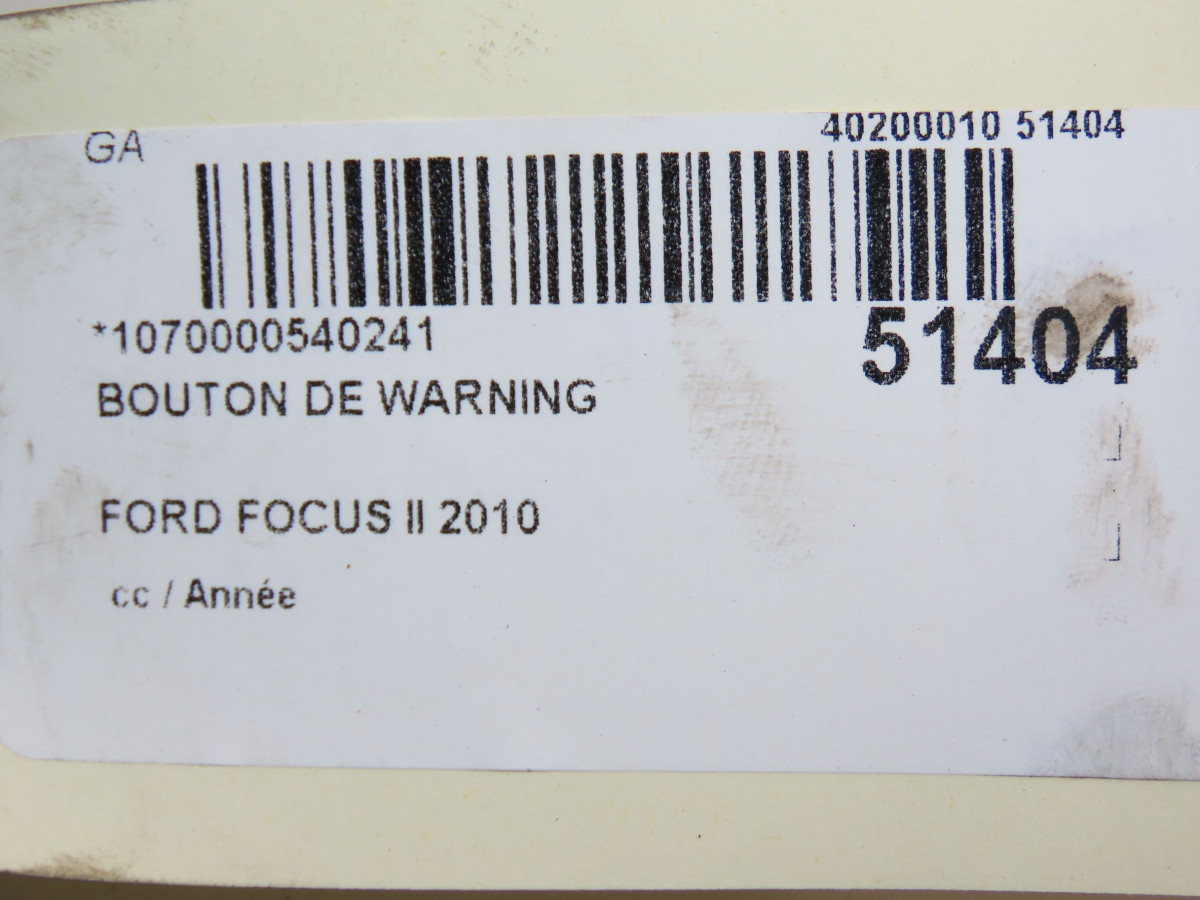 GA 40200010 51404
*1070000540241 51404
BOUTON DE WARNING
FORD FOCUS II 2010
cc / Année